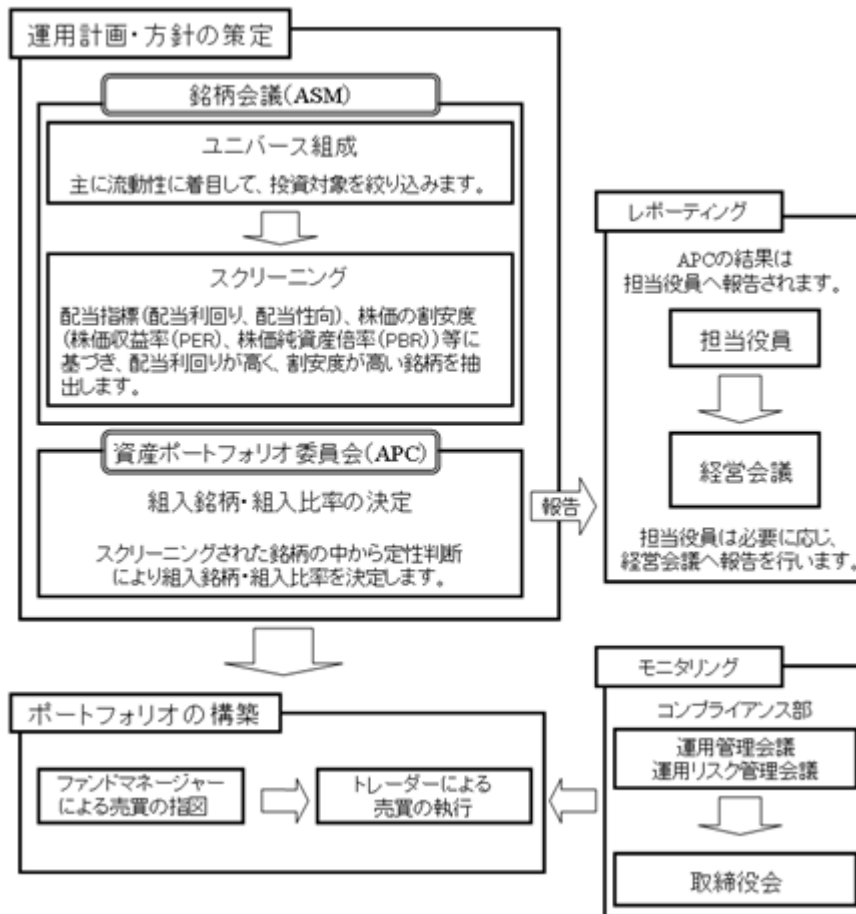 運用計画・方針の策定
銘柄会議(ASM)
ユニバース組成
主に流動性に着目して、投資対象を絞り込みます。
スクリーニング
配当指標(配当利回り、配当性向)、株価の割安度
(株価収益率(PER)、株価純資産倍率(PBR))等に
基づき、配当利回りが高く、割安度が高い銘柄を抽
出します。
資産ポートフォリオ委員会(APC)
組入銘柄・組入比率の決定
スクリーニングされた銘柄の中から定性判断
により組入銘柄・組入比率を決定します。
報告
レポーティング
APCの結果は
担当役員へ報告されます。
担当役員
経営会議
担当役員は必要に応じ、
経営会議へ報告を行います。
ポートフォリオの構築
ファンドマネージャー
による売買の指図
トレーダーによる
売買の執行
モニタリング
コンプライアンス部
運用管理会議
運用リスク管理会議
取締役会